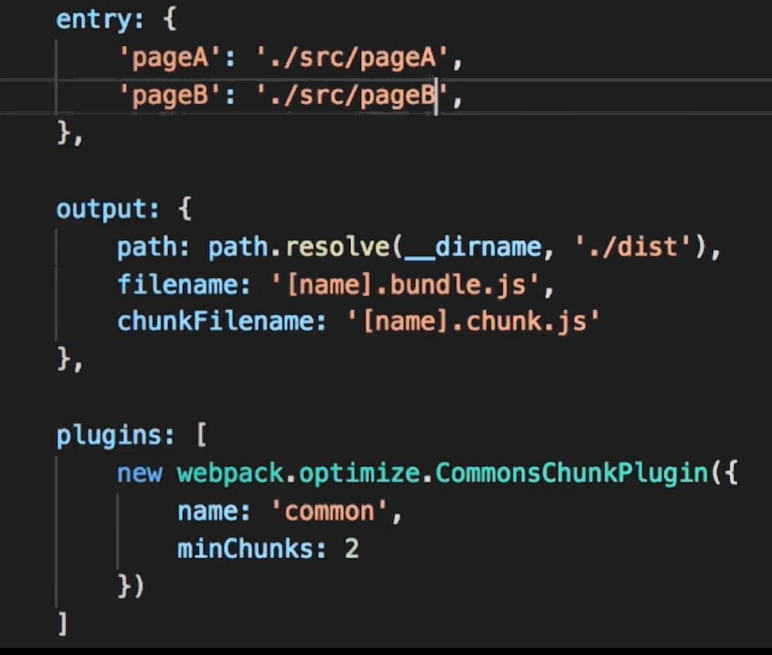 entry: {
'pageA': './src/pageA',
'pageB': './src/pageB',
},
output: {
path: path.resolve(__dirname, './dist'),
filename: '[name].bundle.js',
chunkFilename: '[name].chunk.js'
},
plugins: [
new webpack.optimize.CommonsChunkPlugin({
name: 'common',
minChunks: 2
})
]